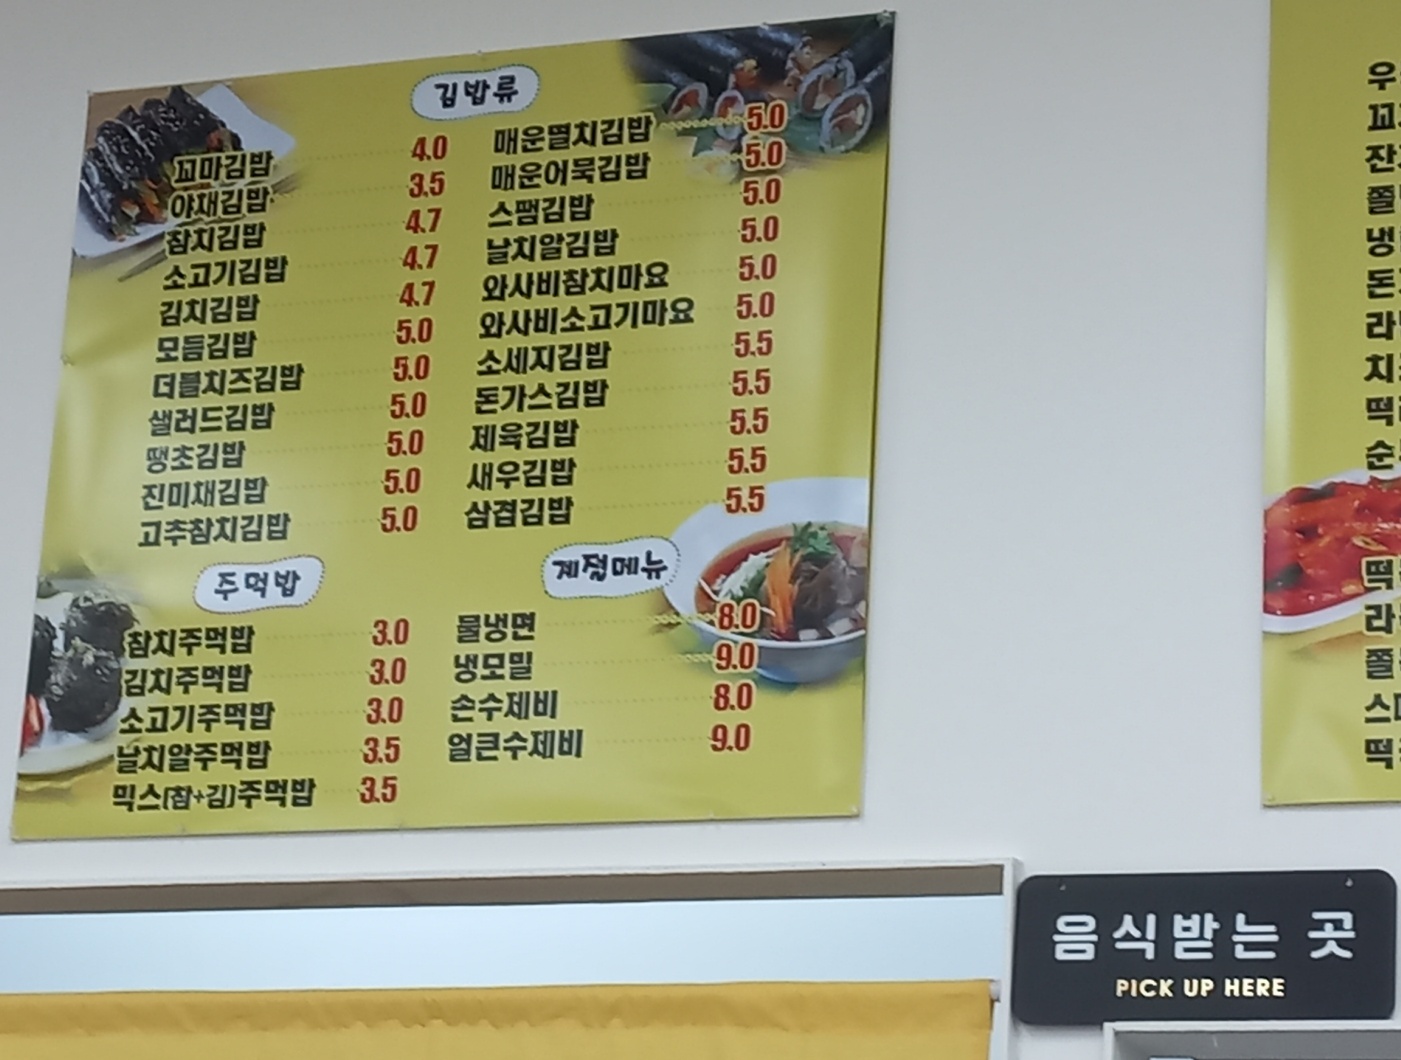 김밥류
꼬마김밥 4.0
야채김밥 3.5
참치김밥 4.7
소고기김밥 4.7
김치김밥 4.7
모듬김밥 5.0
더블치즈김밥 5.0
샐러드김밥 5.0
땡초김밥 5.0
진미채김밥 5.0
고추참치김밥 5.0
매운멸치김밥 5.0
매운어묵김밥 5.0
스팸김밥 5.0
날치알김밥 5.0
와사비참치마요 5.0
와사비소고기마요 5.0
소세지김밥 5.5
돈가스김밥 5.5
제육김밥 5.5
새우김밥 5.5
삼겹김밥 5.5
주먹밥
참치주먹밥 3.0
김치주먹밥 3.0
소고기주먹밥 3.0
날치알주먹밥 3.5
믹스(참+김)주먹밥 3.5
계절메뉴
물냉면 8.0
냉모밀 9.0
손수제비 8.0
얼큰수제비 9.0
음식받는 곳
PICK UP HERE